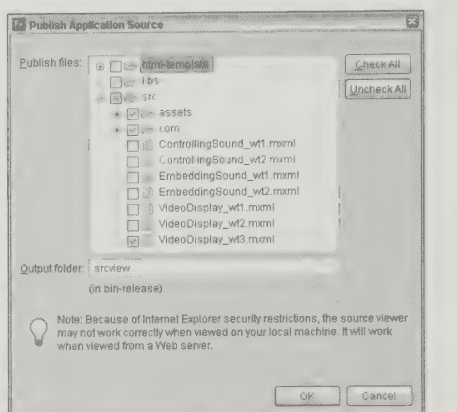 Publish Application Source
Publish files:
html-template
libs
src
assets
com
ControllingSound_wt1.mxml
ControllingSound_wt2.mxml
EmbeddingSound_wt1.mxml
EmbeddingSound_wt2.mxml
VideoDisplay_wt1.mxml
VideoDisplay_wt2.mxml
VideoDisplay_wt3.mxml
Check All
Uncheck All
Output folder: srcview
(in bin-release)
Note: Because of Internet Explorer security restrictions, the source viewer
may not work correctly when viewed on your local machine. It will work
when viewed from a Web server.
OK
Cancel